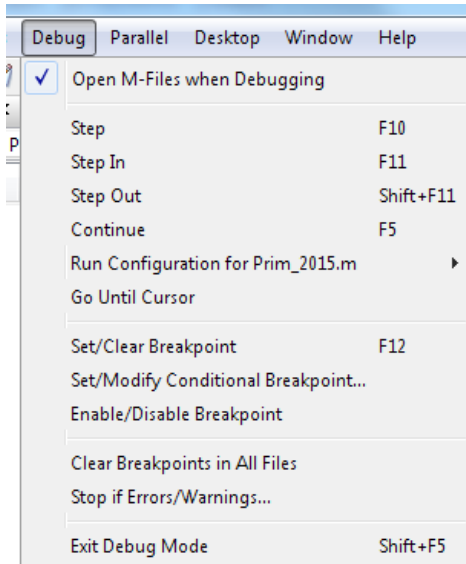 Debug Parallel Desktop Window Help
Open M-Files when Debugging
Step F10
Step In F11
Step Out Shift+F11
Continue F5
Run Configuration for Prim_2015.m
Go Until Cursor
Set/Clear Breakpoint F12
Set/Modify Conditional Breakpoint...
Enable/Disable Breakpoint
Clear Breakpoints in All Files
Stop if Errors/Warnings...
Exit Debug Mode Shift+F5